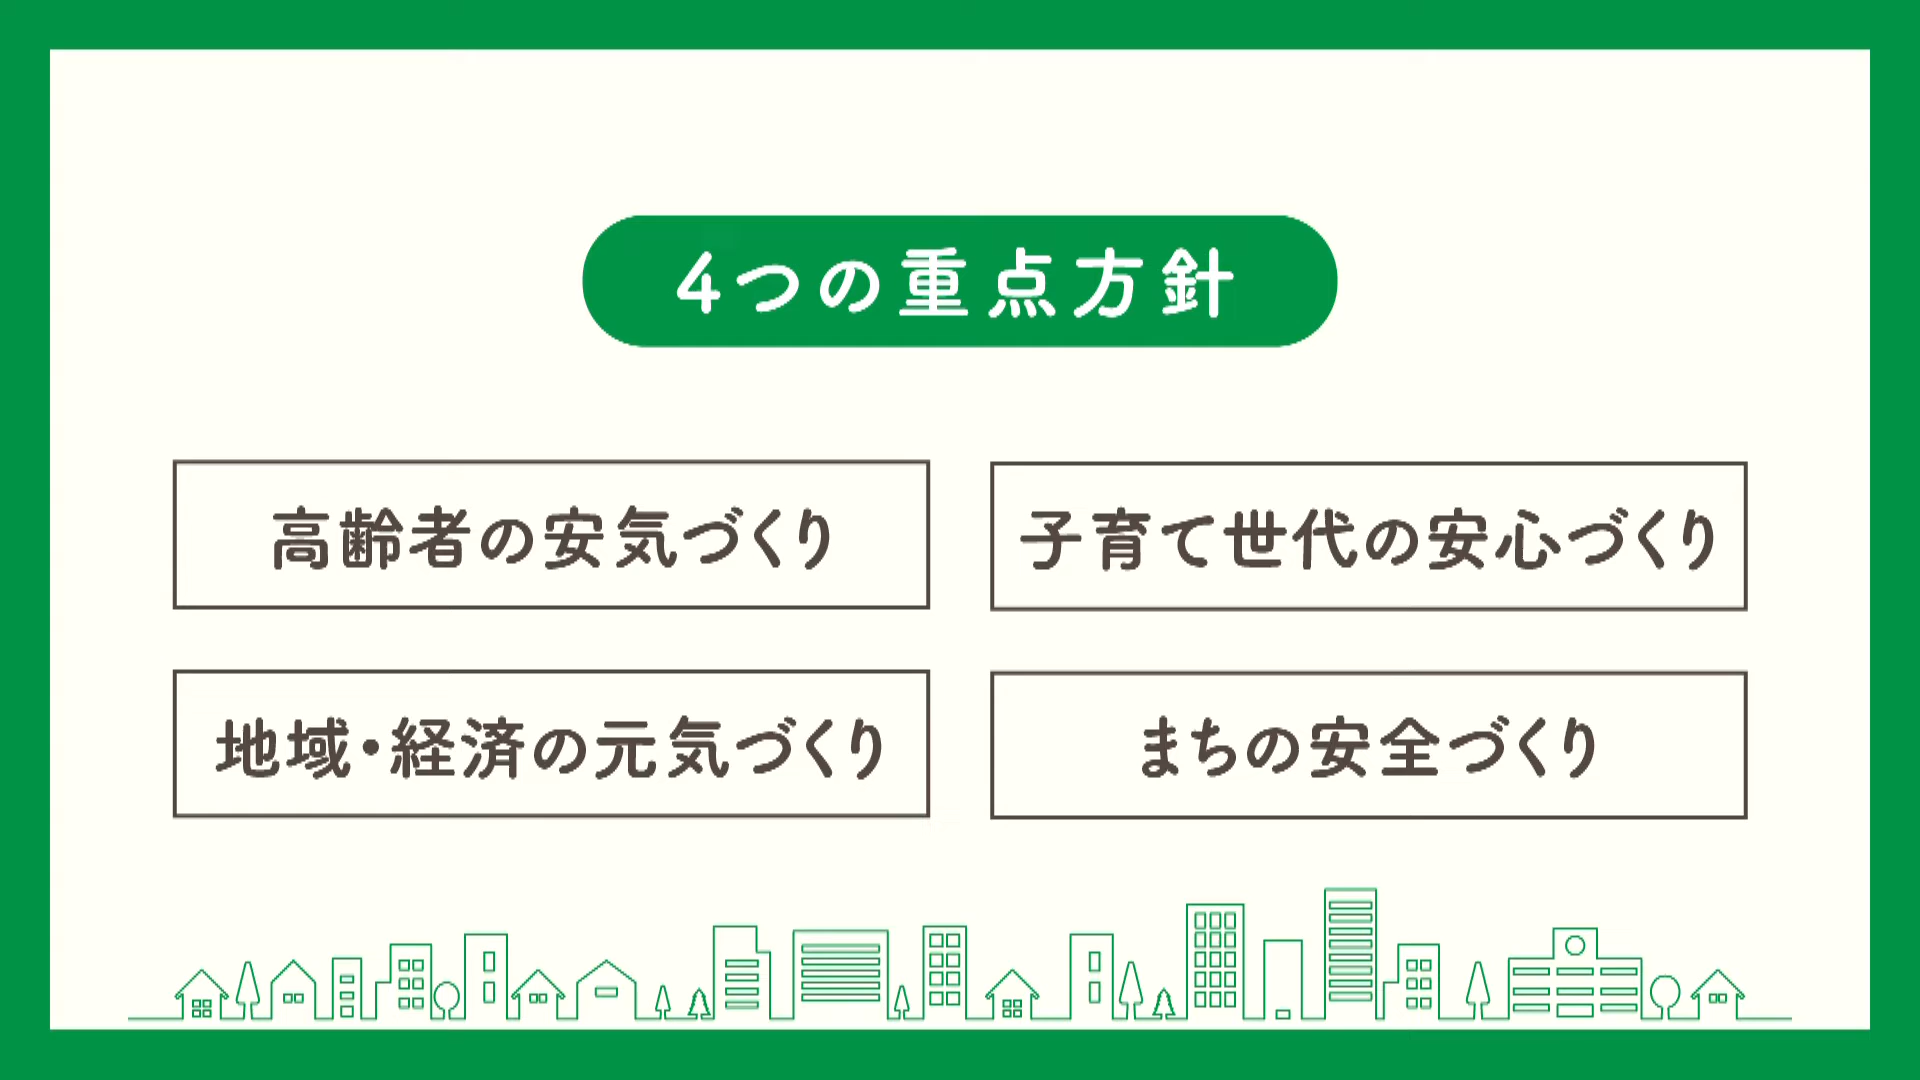 4つの重点方針
高齢者の安気づくり
子育て世代の安心づくり
地域・経済の元気づくり
まちの安全づくり